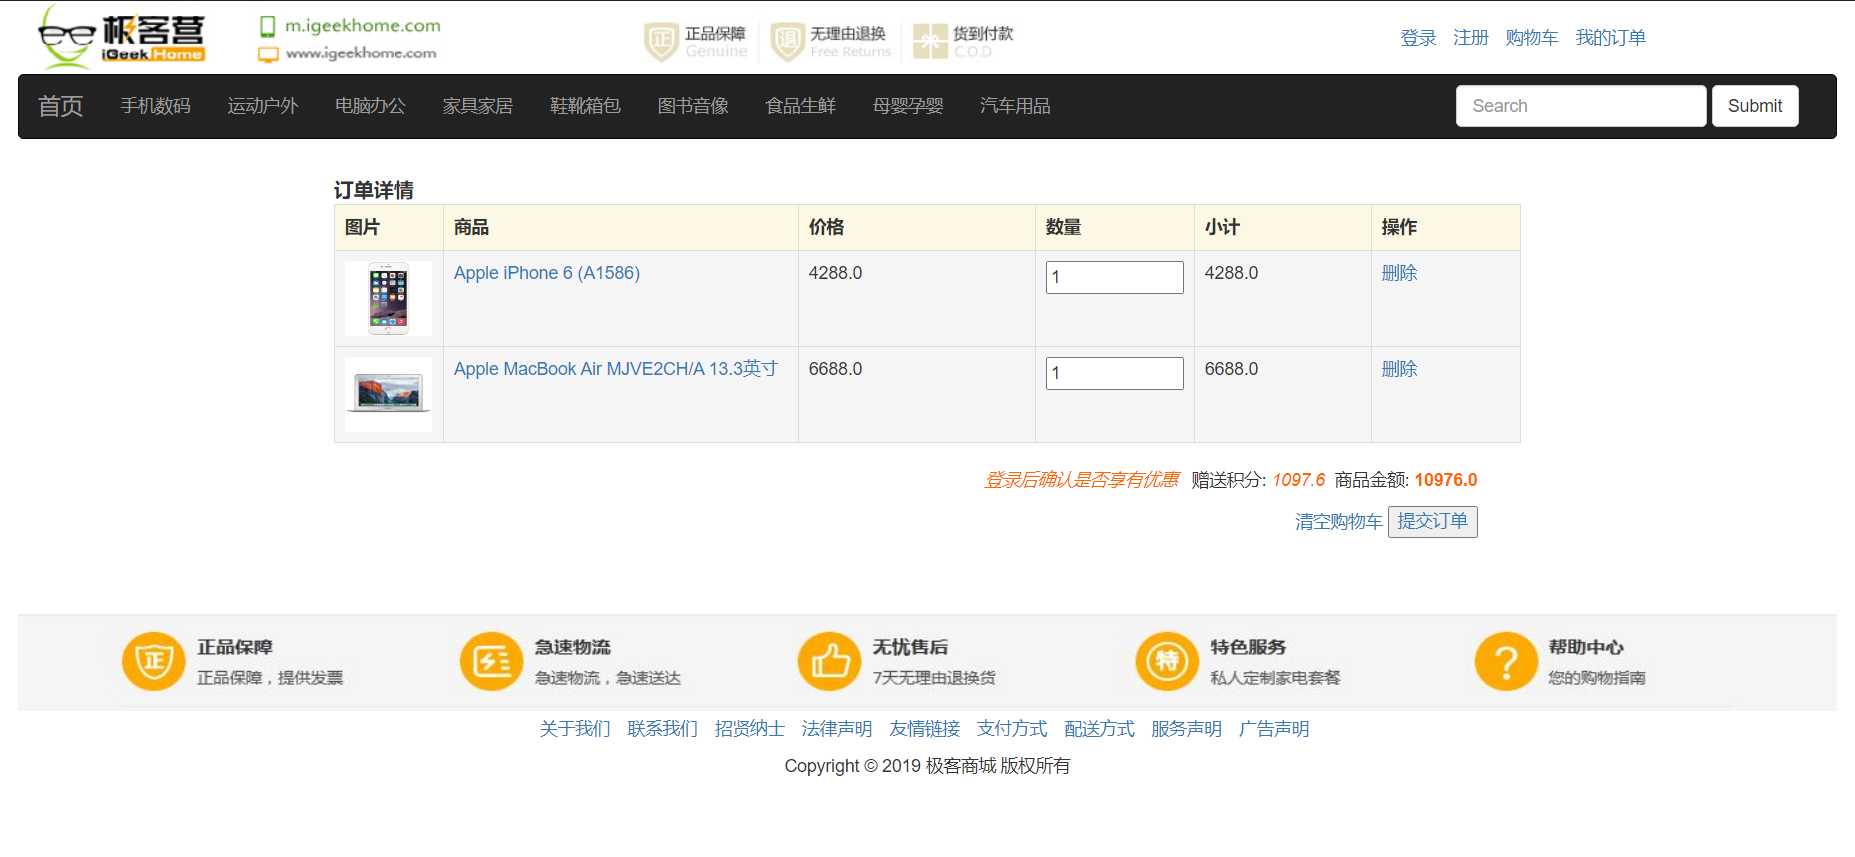 极客营
iGeek Home
m.igeekhome.com
www.igeekhome.com
正 正品保障
Genuine
退 无理由退换
Free Returns
货到付款
C.O.D
登录 注册 购物车 我的订单
首页 手机数码 运动户外 电脑办公 家具家居 鞋靴箱包 图书音像 食品生鲜 母婴孕婴 汽车用品 Search Submit
订单详情
图片 商品 价格 数量 小计 操作
Apple iPhone 6 (A1586) 4288.0 1 4288.0 删除
Apple MacBook Air MJVE2CH/A 13.3英寸 6688.0 1 6688.0 删除
登录后确认是否享有优惠 赠送积分: 1097.6 商品金额: 10976.0
清空购物车 提交订单
正 正品保障
正品保障，提供发票
急速物流
急速物流，急速送达
无忧售后
7天无理由退换货
特 特色服务
私人定制家电套餐
? 帮助中心
您的购物指南
关于我们 联系我们 招贤纳士 法律声明 友情链接 支付方式 配送方式 服务声明 广告声明
Copyright © 2019 极客商城 版权所有